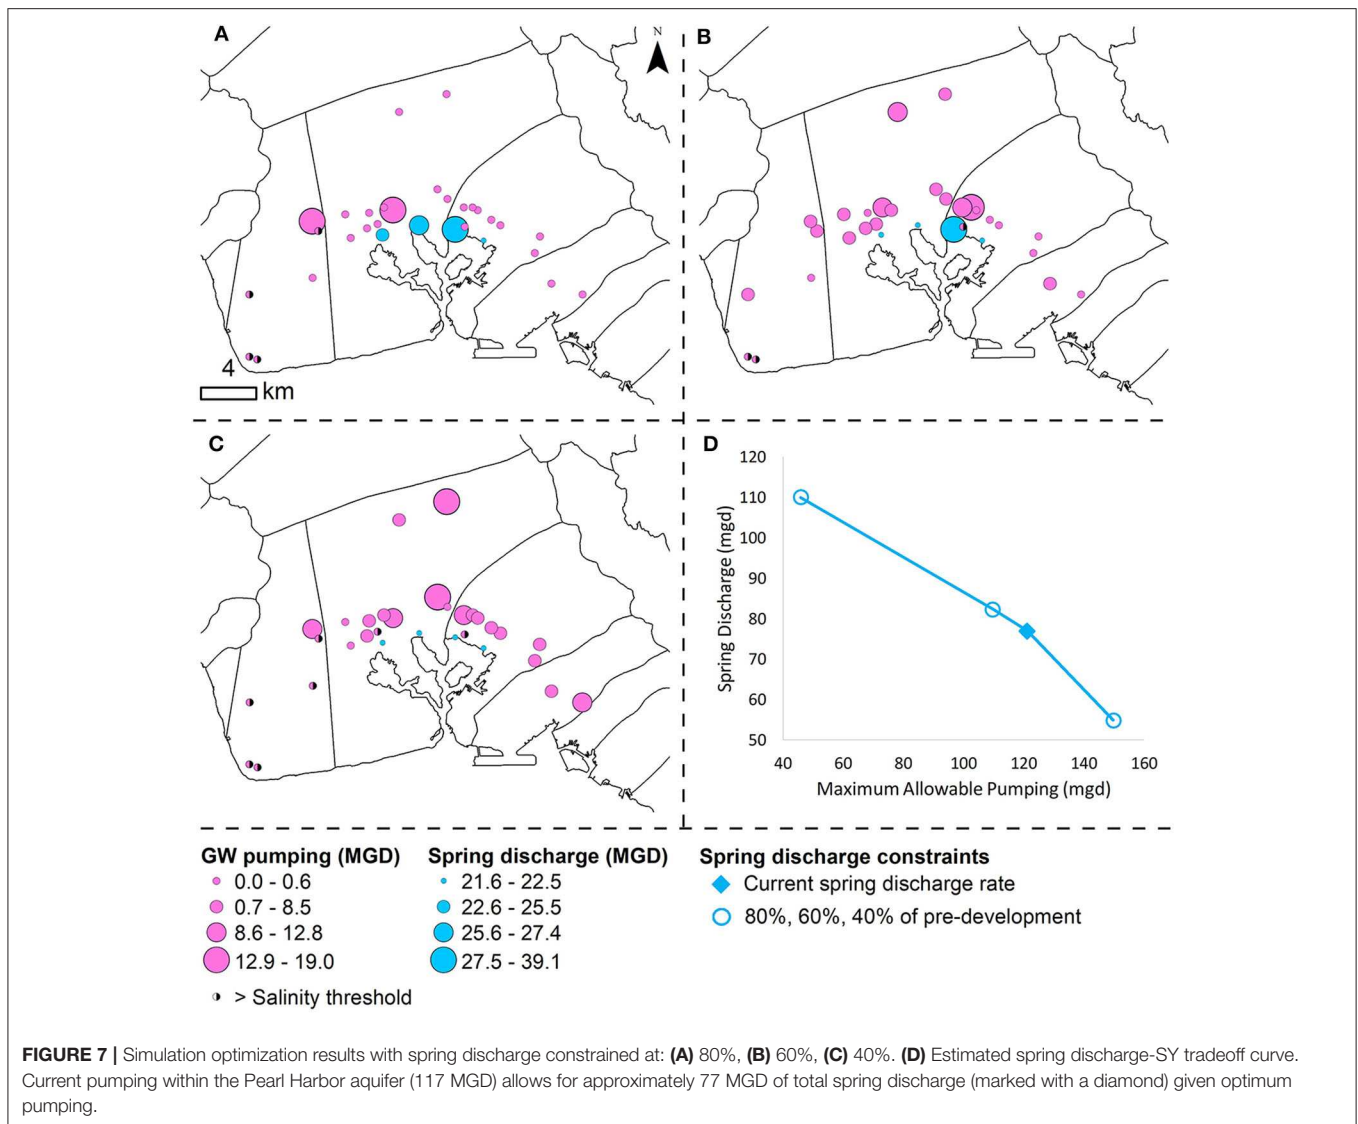 A
N
B
4
km
C
D
120
110
100
90
80
70
60
50
Spring Discharge (mgd)
40 60 80 100 120 140 160
Maximum Allowable Pumping (mgd)
GW pumping (MGD)
0.0 - 0.6
0.7 - 8.5
8.6 - 12.8
12.9 - 19.0
> Salinity threshold
Spring discharge (MGD)
21.6 - 22.5
22.6 - 25.5
25.6 - 27.4
27.5 - 39.1
Spring discharge constraints
Current spring discharge rate
80%, 60%, 40% of pre-development
FIGURE 7 | Simulation optimization results with spring discharge constrained at: (A) 80%, (B) 60%, (C) 40%. (D) Estimated spring discharge-SY tradeoff curve.
Current pumping within the Pearl Harbor aquifer (117 MGD) allows for approximately 77 MGD of total spring discharge (marked with a diamond) given optimum
pumping.